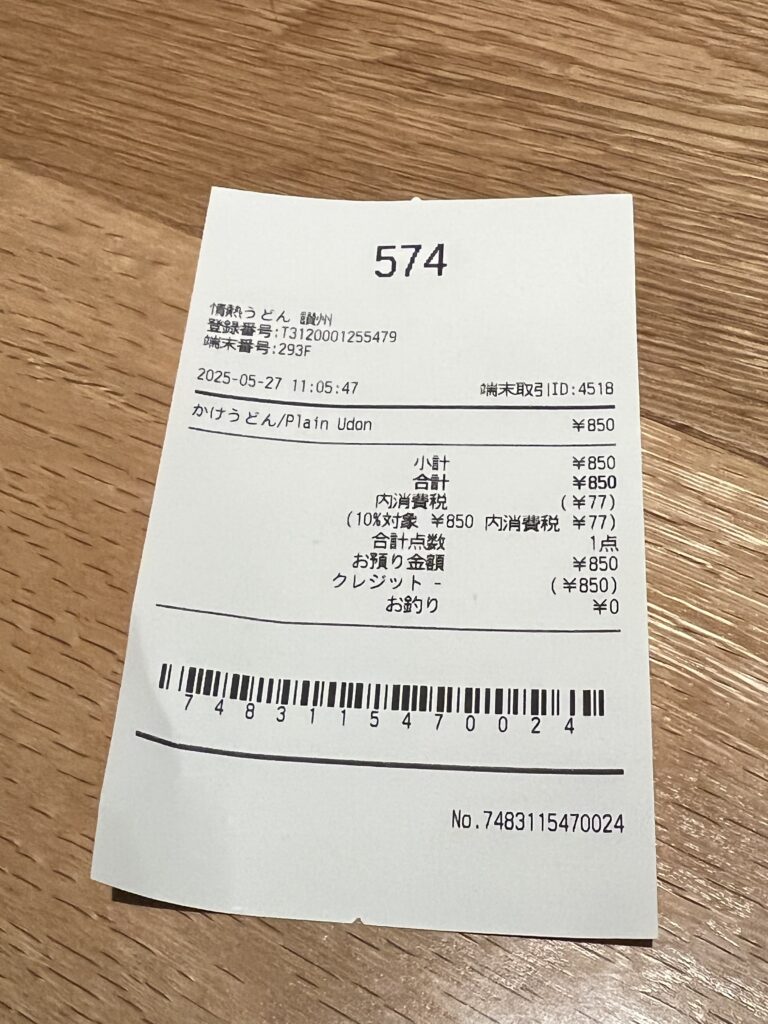 574
情熱うどん 讃州
登録番号:T3120001255479
端末番号:293F
2025-05-27 11:05:47 端末取引ID:4518
かけうどん/Plain Udon ¥850
小計 ¥850
合計 ¥850
内消費税 (¥77)
(10%対象 ¥850 内消費税 ¥77)
合計点数 1点
お預り金額 ¥850
クレジット - (¥850)
お釣り ¥0
7483115470024
No.7483115470024